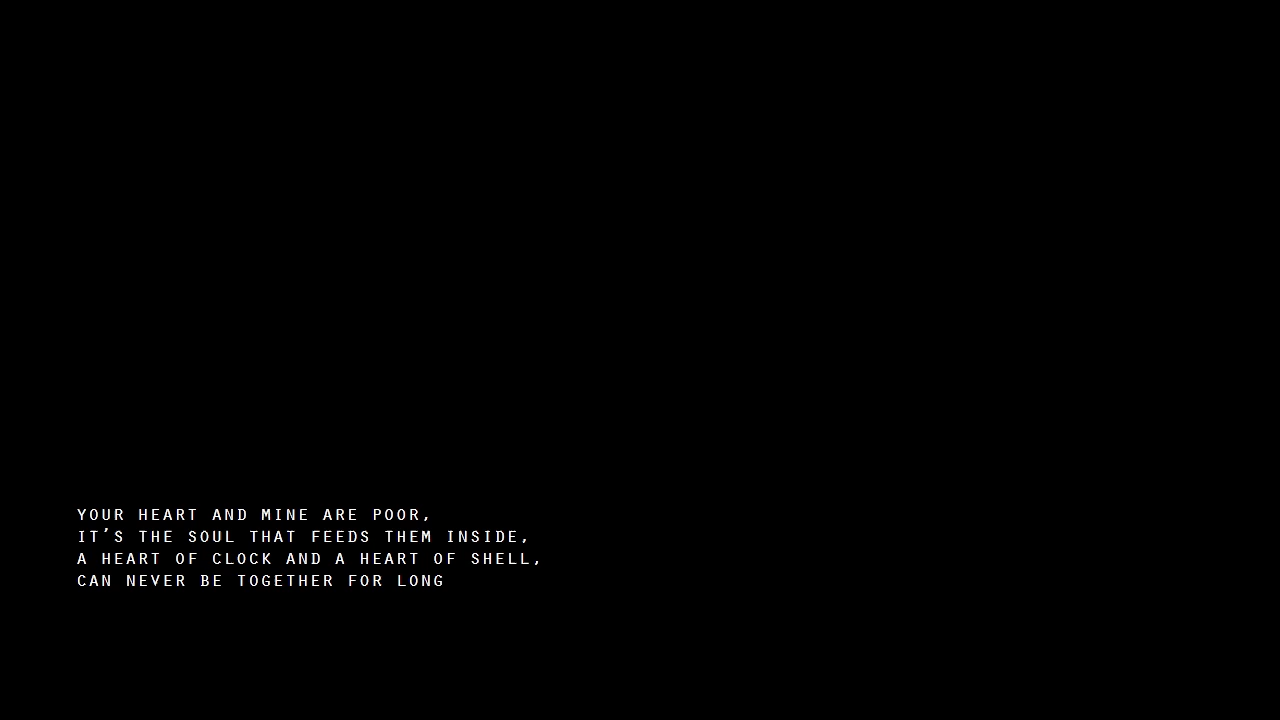 YOUR HEART AND MINE ARE POOR,
IT'S THE SOUL THAT FEEDS THEM INSIDE,
A HEART OF CLOCK AND A HEART OF SHELL,
CAN NEVER BE TOGETHER FOR LONG